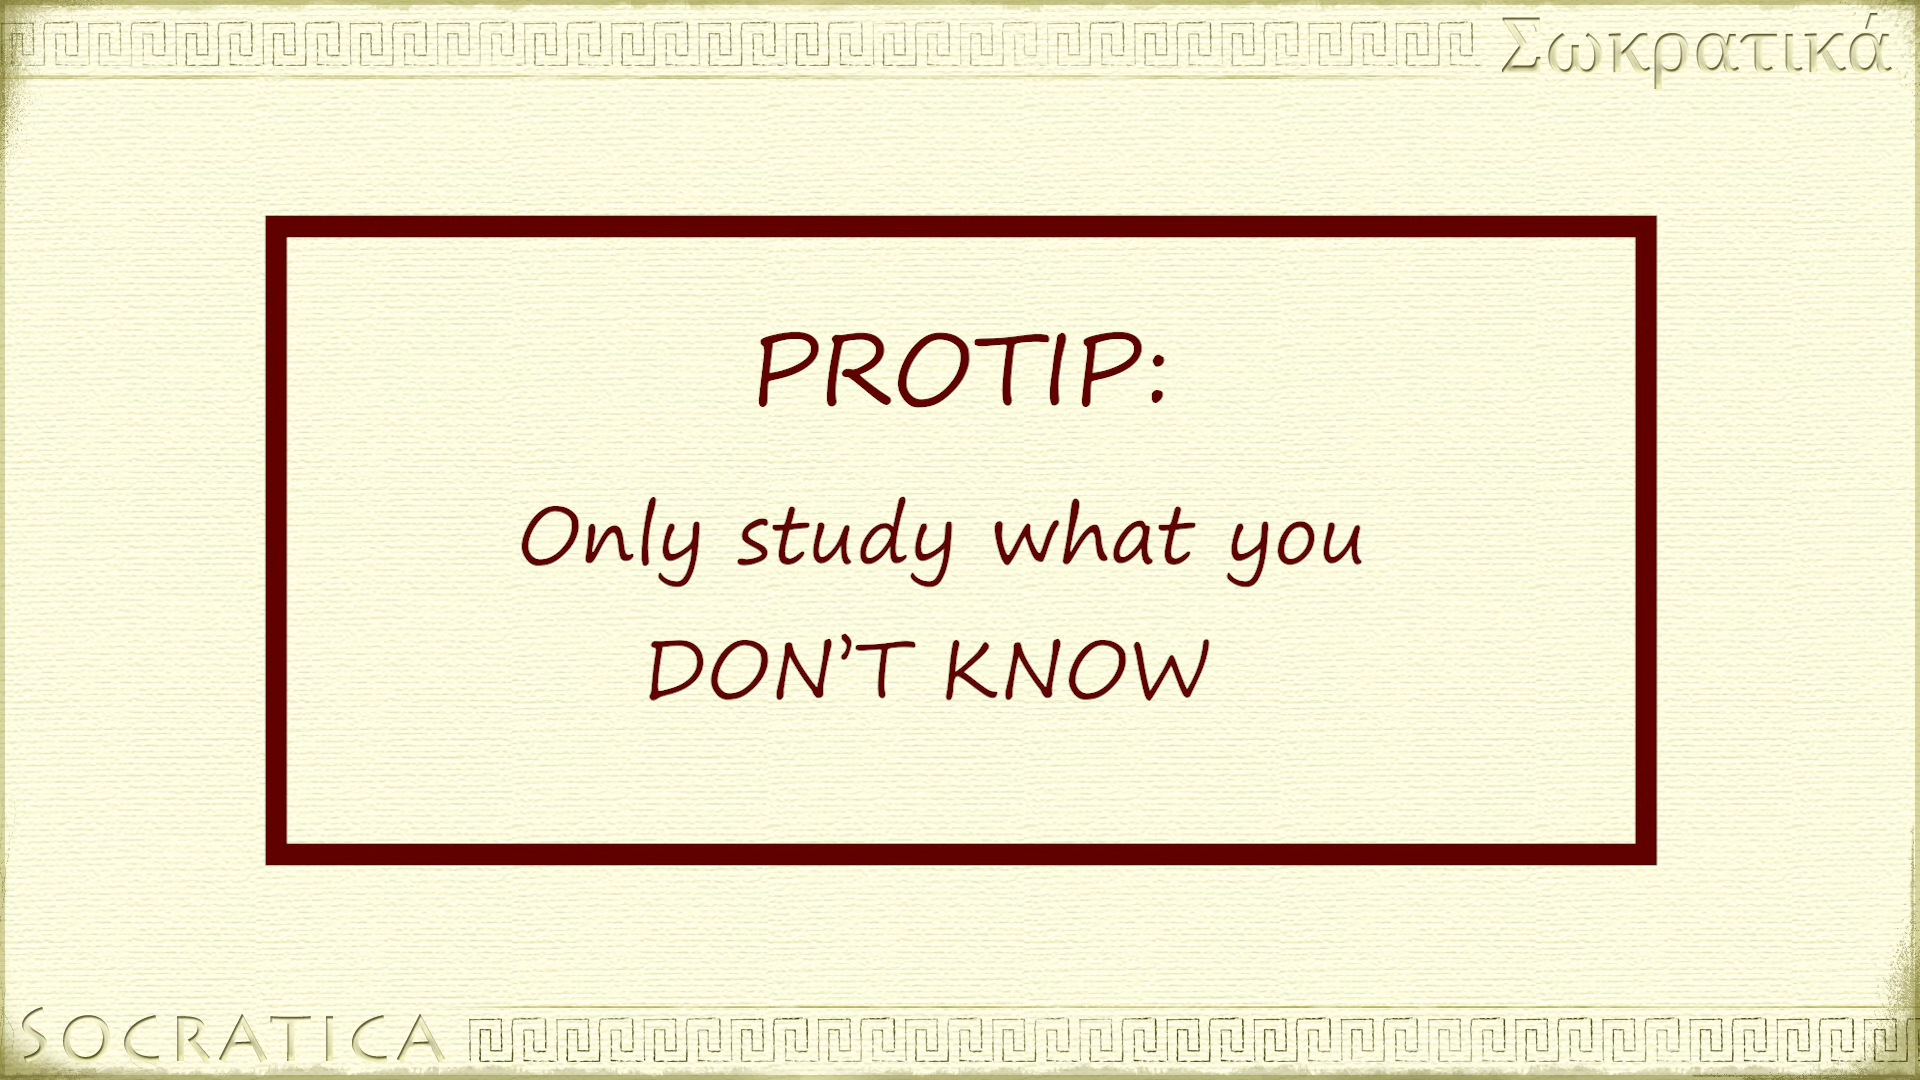 Σωκρατικά
PROTIP:
Only study what you
DON'T KNOW
SOCRATICA